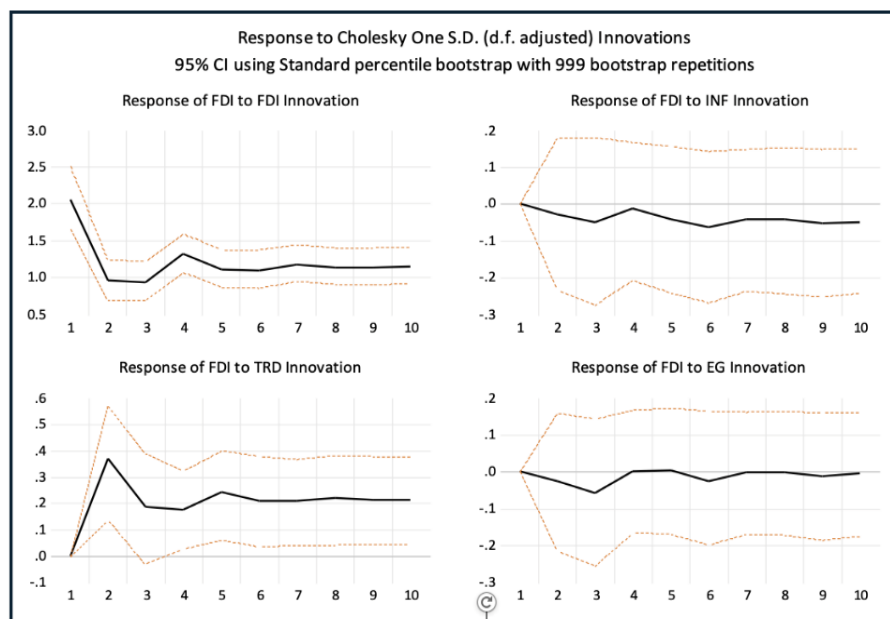 Response to Cholesky One S.D. (d.f. adjusted) Innovations
95% CI using Standard percentile bootstrap with 999 bootstrap repetitions
Response of FDI to FDI Innovation
3.0
2.5
2.0
1.5
1.0
0.5
1 2 3 4 5 6 7 8 9 10
Response of FDI to INF Innovation
.2
.1
.0
-.1
-.2
-.3
1 2 3 4 5 6 7 8 9 10
Response of FDI to TRD Innovation
.6
.5
.4
.3
.2
.1
.0
-.1
1 2 3 4 5 6 7 8 9 10
Response of FDI to EG Innovation
.2
.1
.0
-.1
-.2
-.3
1 2 3 4 5 6 7 8 9 10